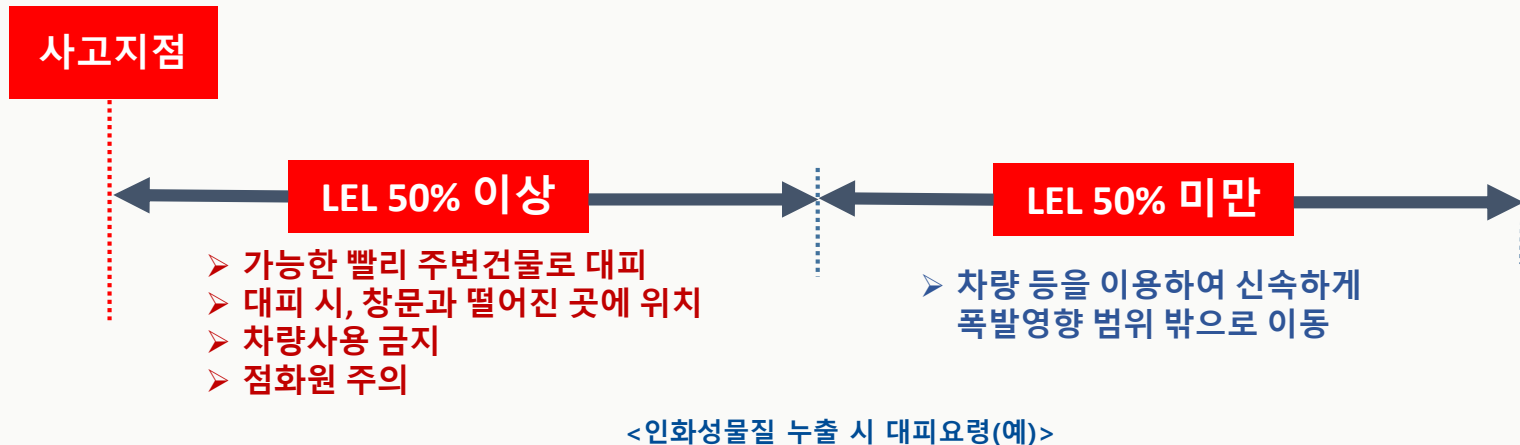 사고지점
LEL 50% 이상
LEL 50% 미만
➢ 가능한 빨리 주변건물로 대피
➢ 대피 시, 창문과 떨어진 곳에 위치
➢ 차량사용 금지
➢ 점화원 주의
➢ 차량 등을 이용하여 신속하게
폭발영향 범위 밖으로 이동
<인화성물질 누출 시 대피요령(예)>